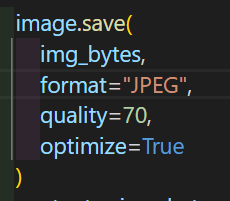 image.save(
    img_bytes,
    format="JPEG",
    quality=70,
    optimize=True
)